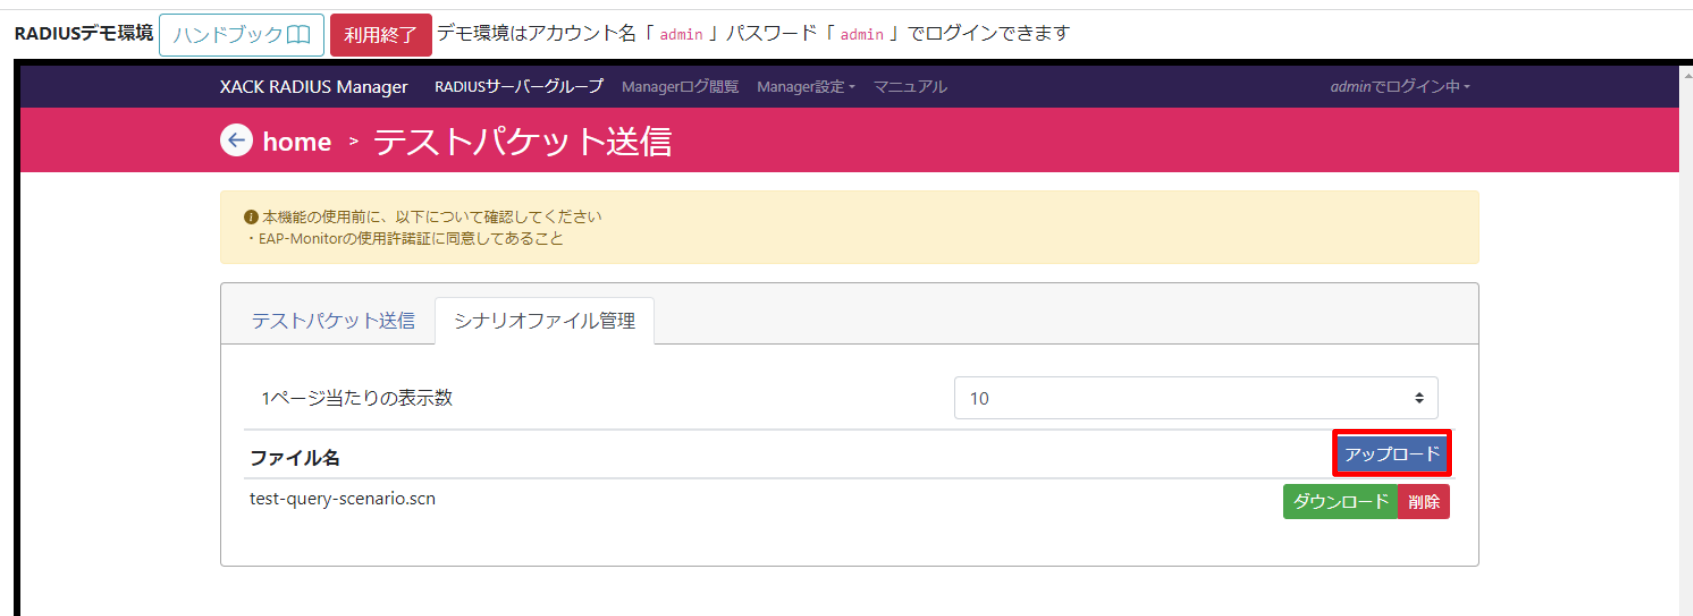 RADIUSデモ環境 ハンドブック 利用終了 デモ環境はアカウント名「 admin 」パスワード「 admin 」でログインできます
XACK RADIUS Manager RADIUSサーバーグループ Managerログ閲覧 Manager設定 マニュアル adminでログイン中
home > テストパケット送信
本機能の使用前に、以下について確認してください
・EAP-Monitorの使用許諾証に同意してあること
テストパケット送信 シナリオファイル管理
1ページ当たりの表示数 10
ファイル名 アップロード
test-query-scenario.scn ダウンロード 削除